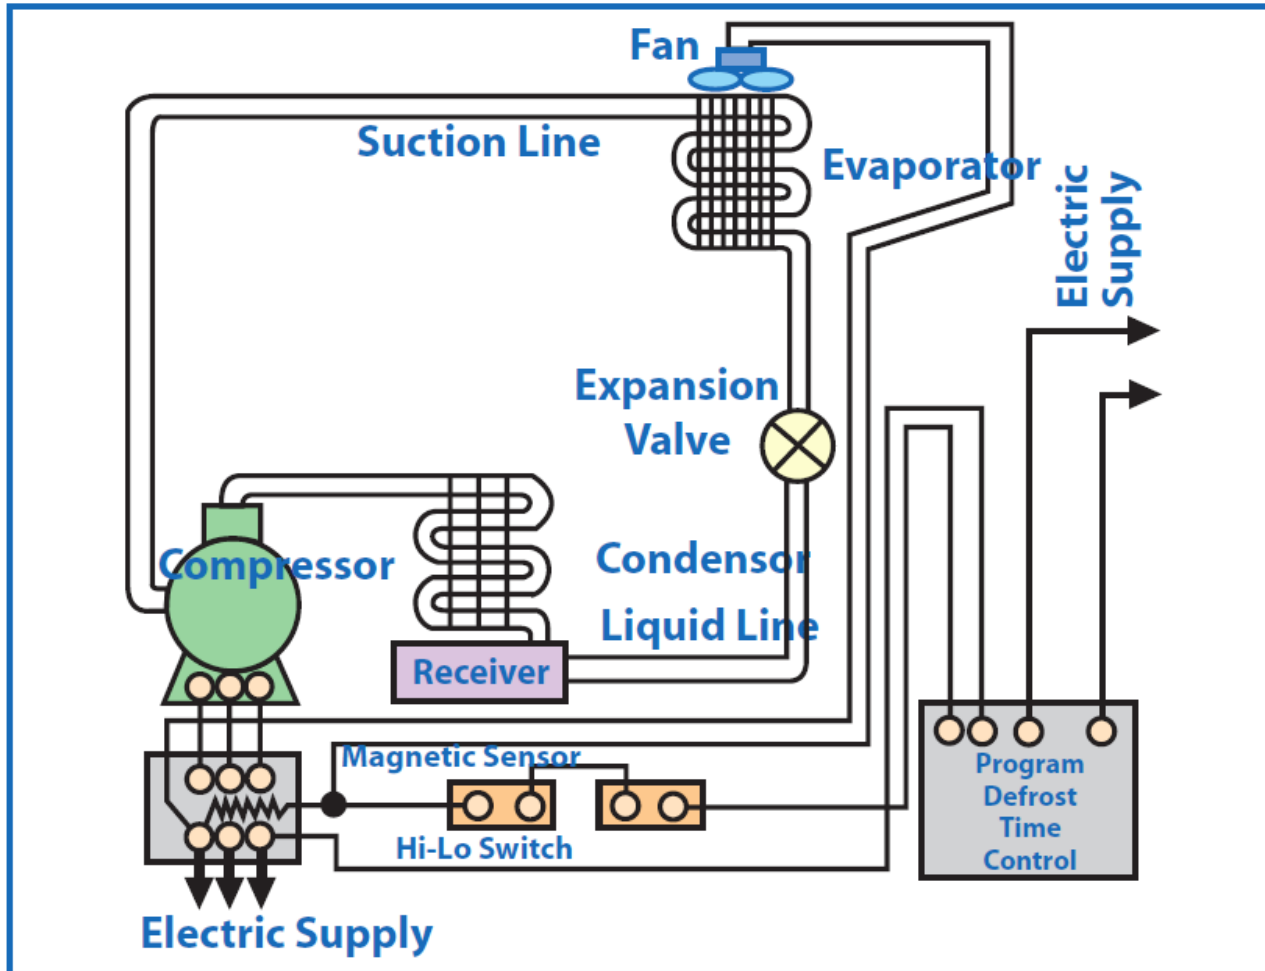 Fan
Suction Line
Evaporator
Electric
Supply
Expansion
Valve
Compressor
Condensor
Liquid Line
Receiver
Magnetic Sensor
Hi-Lo Switch
Program
Defrost
Time
Control
Electric Supply